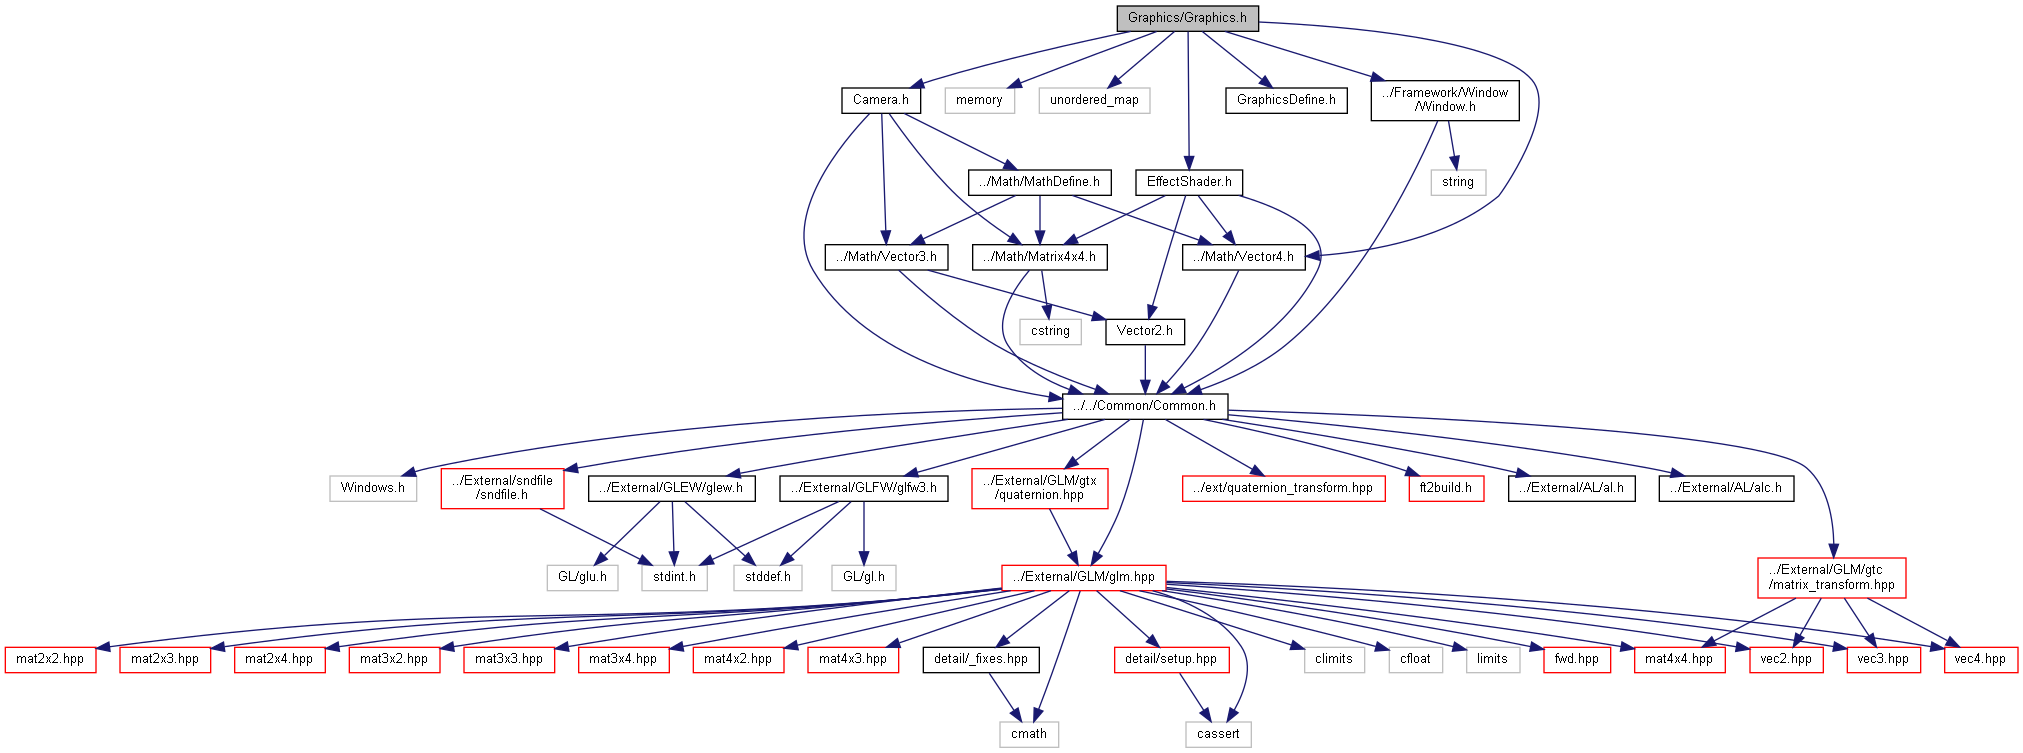 Graphics/Graphics.h
Camera.h
memory
unordered_map
GraphicsDefine.h
../Framework/Window
/Window.h
../Math/MathDefine.h
EffectShader.h
string
../Math/Vector3.h
../Math/Matrix4x4.h
../Math/Vector4.h
cstring
Vector2.h
../../Common/Common.h
Windows.h
../External/sndfile
/sndfile.h
../External/GLEW/glew.h
../External/GLFW/glfw3.h
../External/GLM/gtx
/quaternion.hpp
../ext/quaternion_transform.hpp
ft2build.h
../External/AL/al.h
../External/AL/alc.h
GL/glu.h
stdint.h
stddef.h
GL/gl.h
../External/GLM/glm.hpp
../External/GLM/gtc
/matrix_transform.hpp
mat2x2.hpp
mat2x3.hpp
mat2x4.hpp
mat3x2.hpp
mat3x3.hpp
mat3x4.hpp
mat4x2.hpp
mat4x3.hpp
detail/_fixes.hpp
detail/setup.hpp
climits
cfloat
limits
fwd.hpp
mat4x4.hpp
vec2.hpp
vec3.hpp
vec4.hpp
cmath
cassert